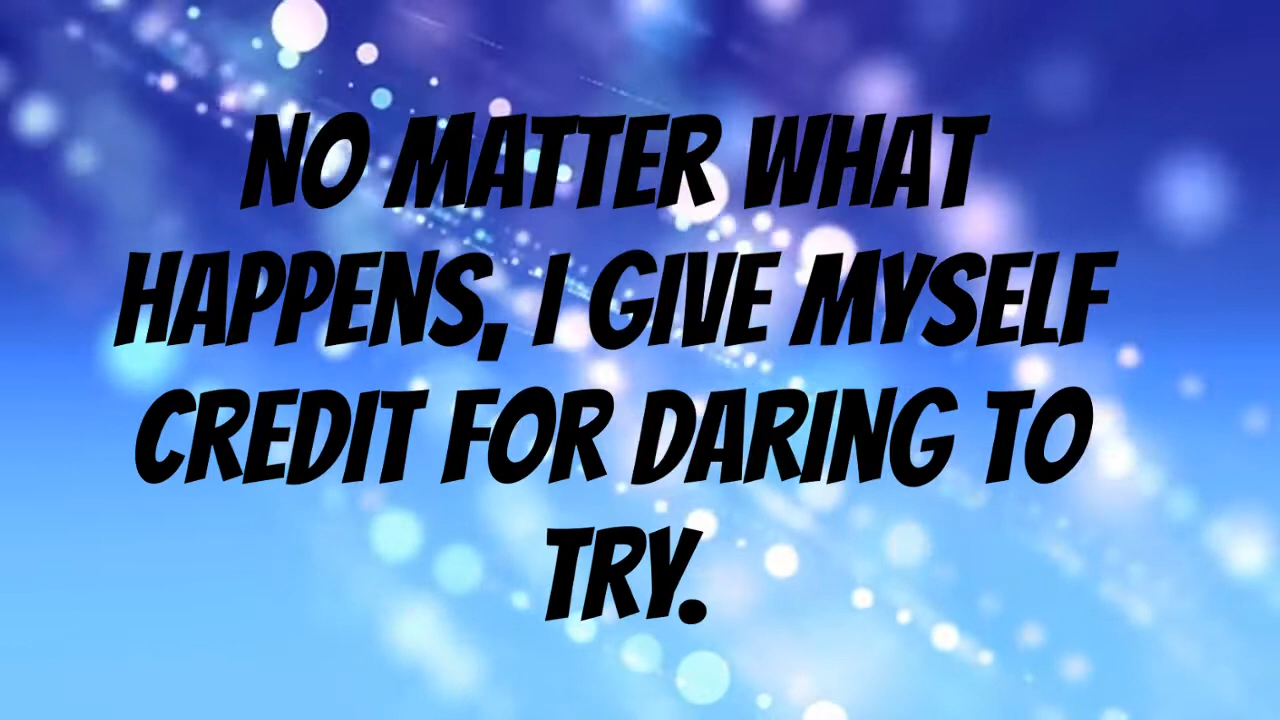 NO MATTER WHAT
HAPPENS, I GIVE MYSELF
CREDIT FOR DARING TO
TRY.